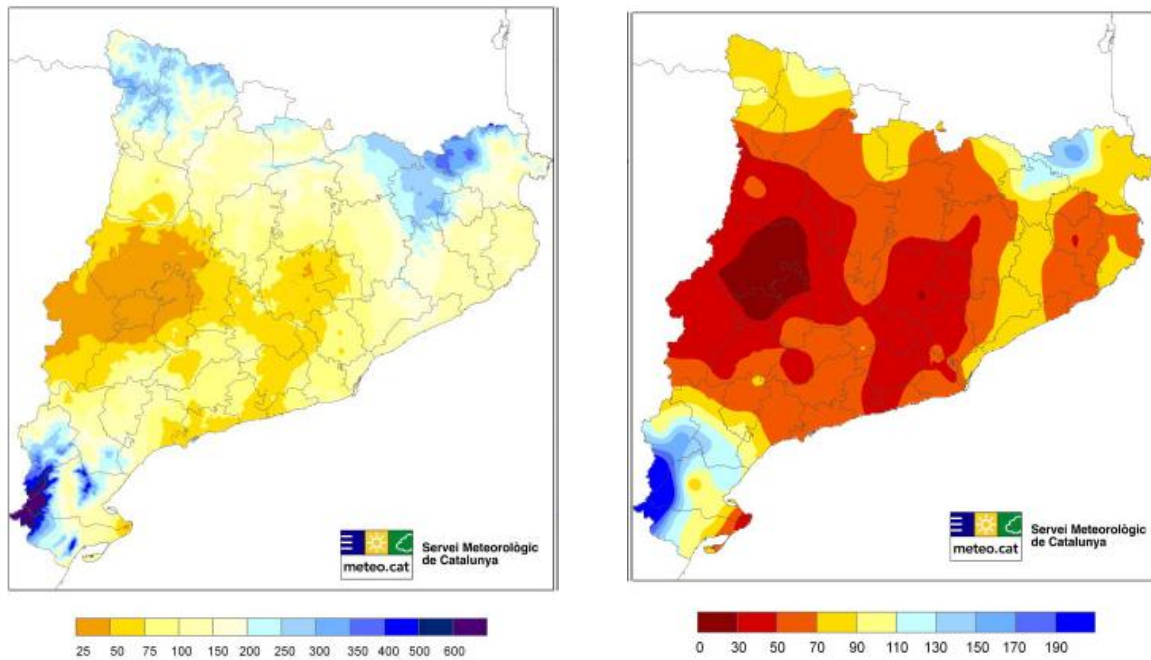 meteo.cat
Servei Meteorològic
de Catalunya
25 50 75 100 150 200 250 300 350 400 500 600
meteo.cat
Servei Meteorològic
de Catalunya
0 30 50 70 90 110 130 150 170 190